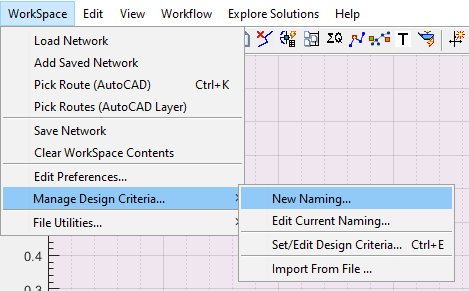 WorkSpace Edit View Workflow Explore Solutions Help
Load Network
Add Saved Network
Pick Route (AutoCAD) Ctrl+K
Pick Routes (AutoCAD Layer)
Save Network
Clear WorkSpace Contents
Edit Preferences...
Manage Design Criteria...
File Utilities...
New Naming...
Edit Current Naming...
Set/Edit Design Criteria... Ctrl+E
Import From File ...
ΣQ T
0.4
0.3